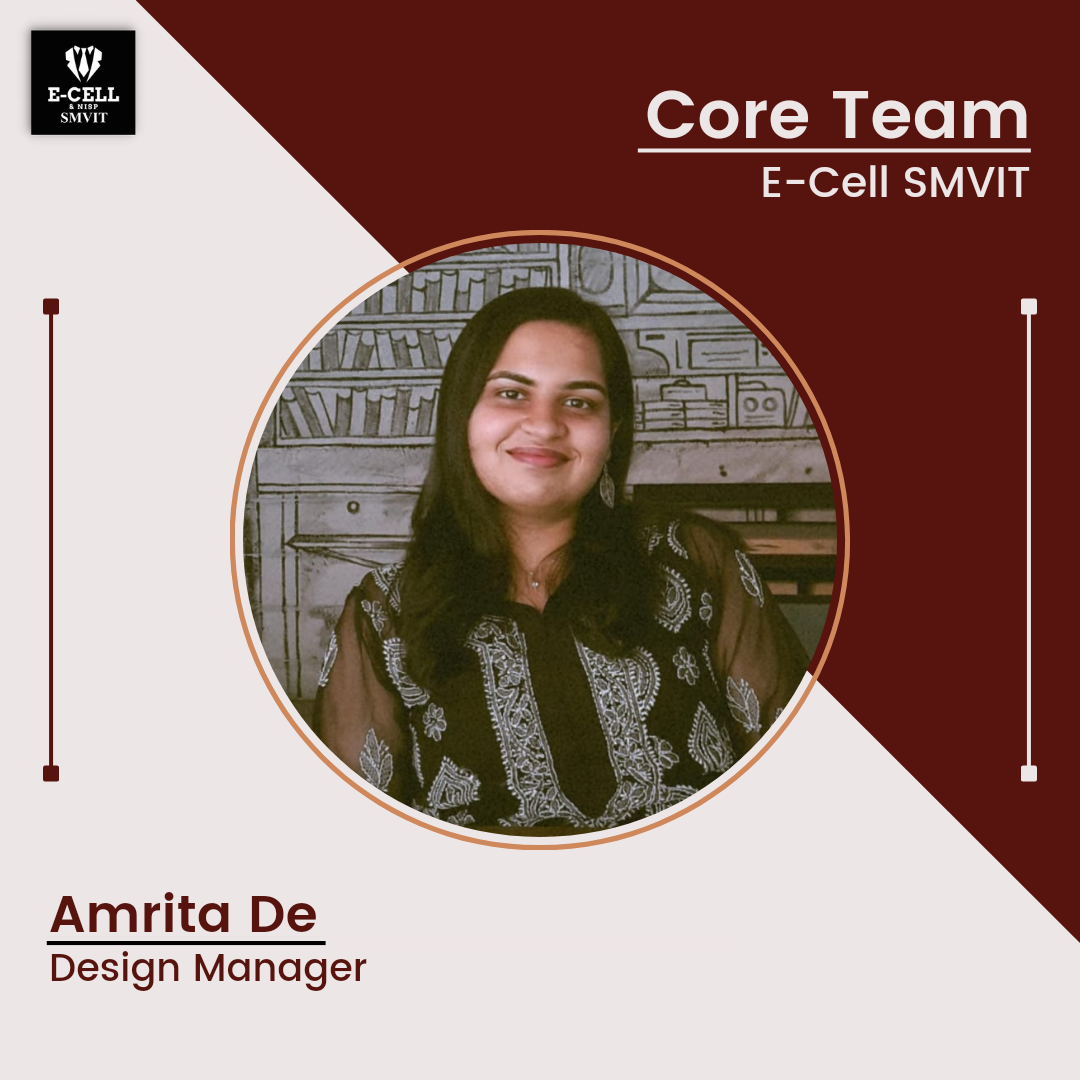 E-CELL
& NISP
SMVIT
Core Team
E-Cell SMVIT
Amrita De
Design Manager